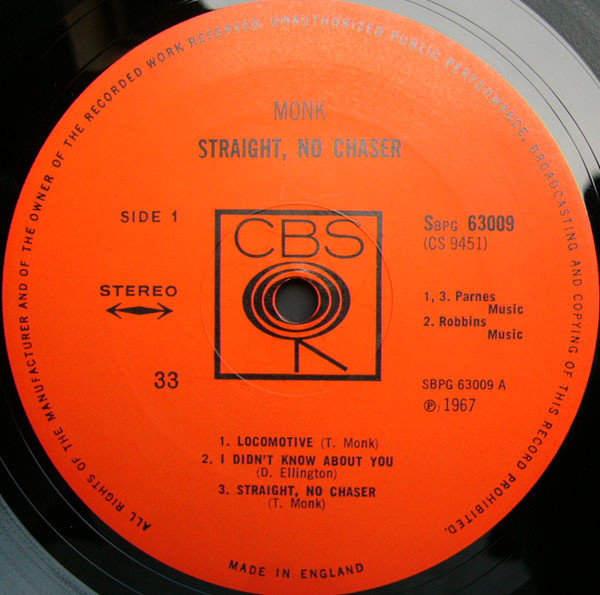 ALL RIGHTS OF THE MANUFACTURER AND OF THE OWNER OF THE RECORDED WORK RESERVED. UNAUTHORIZED PUBLIC PERFORMANCE, BROADCASTING AND COPYING OF THIS RECORD PROHIBITED.
MONK
STRAIGHT, NO CHASER
SIDE 1
CBS
SBPG 63009
(CS 9451)
STEREO
1, 3. Parnes
Music
2. Robbins
Music
33
SBPG 63009 A
Ⓟ 1967
1. LOCOMOTIVE (T. Monk)
2. I DIDN'T KNOW ABOUT YOU
(D. Ellington)
3. STRAIGHT, NO CHASER
(T. Monk)
MADE IN ENGLAND